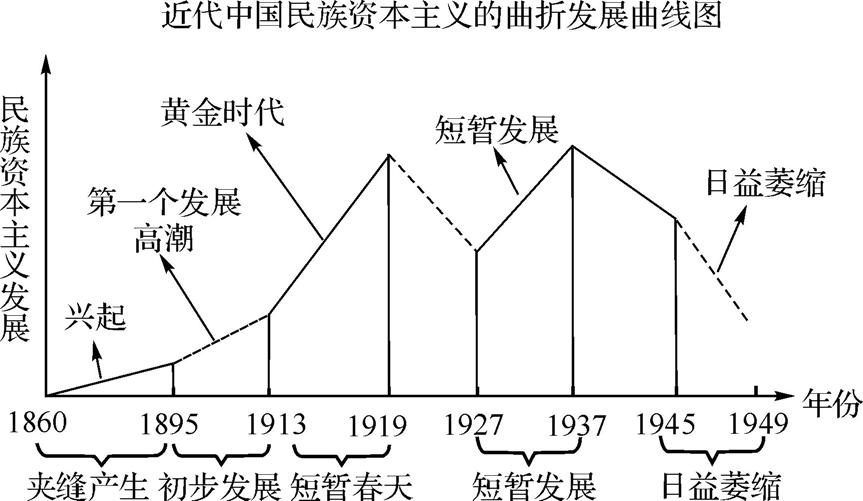 近代中国民族资本主义的曲折发展曲线图
民族资本主义发展
兴起
第一个发展
高潮
黄金时代
短暂发展
日益萎缩
年份
1860 1895 1913 1919 1927 1937 1945 1949
夹缝产生 初步发展 短暂春天 短暂发展 日益萎缩